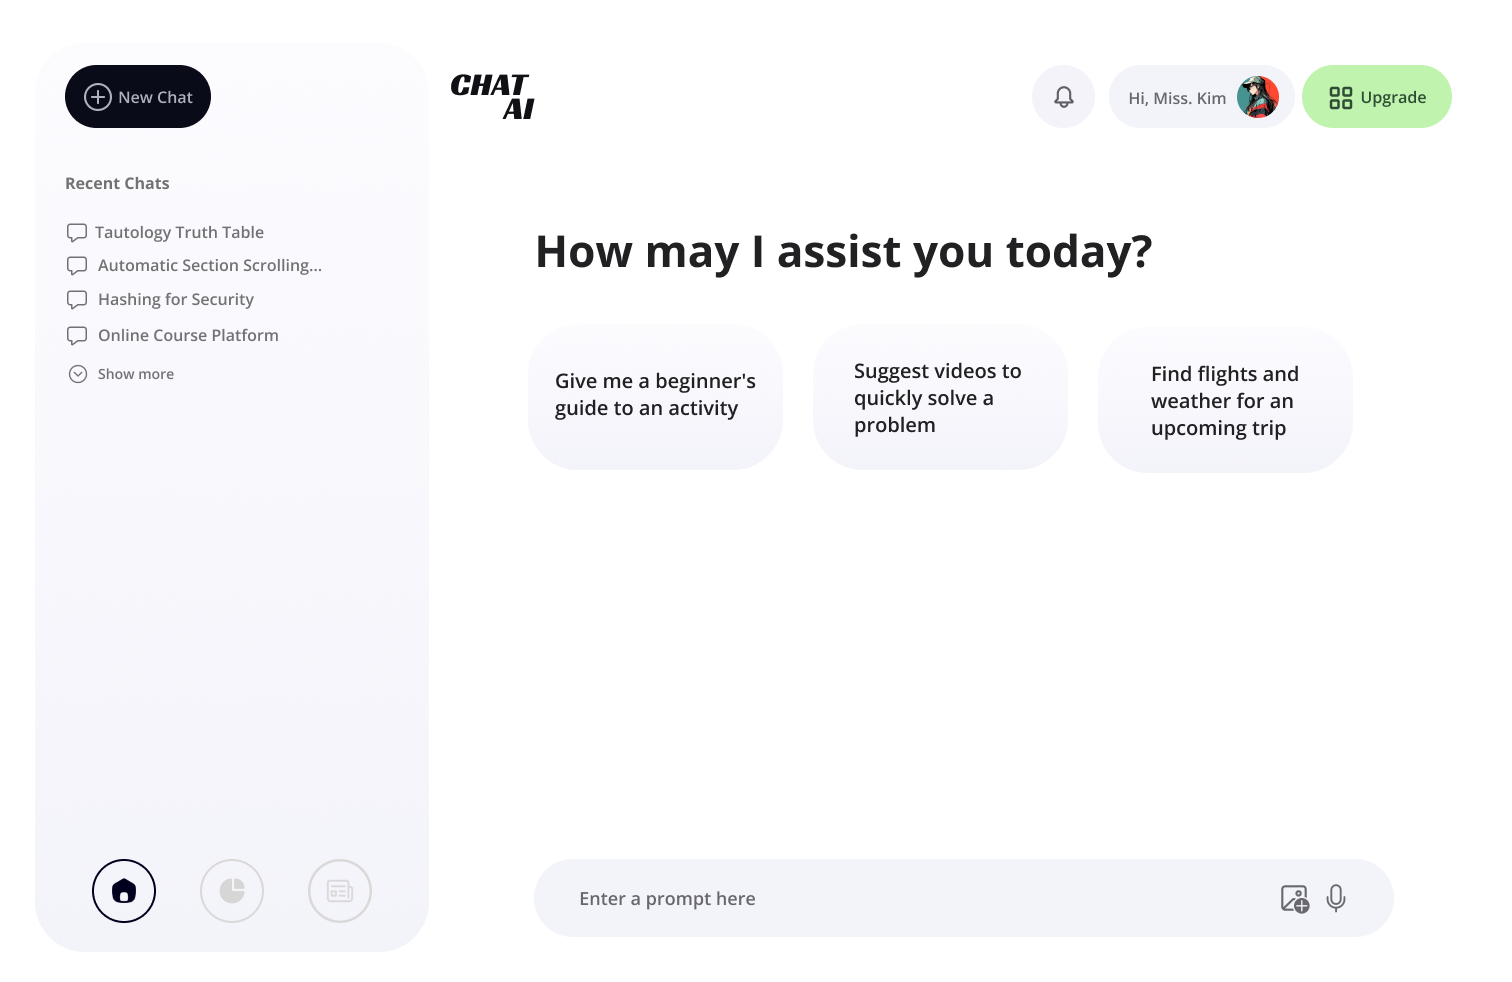 New Chat
Recent Chats
Tautology Truth Table
Automatic Section Scrolling...
Hashing for Security
Online Course Platform
Show more
CHAT
AI
Hi, Miss. Kim
Upgrade
How may I assist you today?
Give me a beginner's
guide to an activity
Suggest videos to
quickly solve a
problem
Find flights and
weather for an
upcoming trip
Enter a prompt here